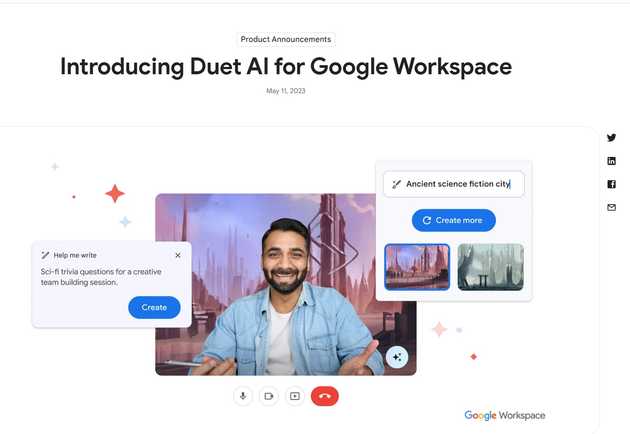 Product Announcements
Introducing Duet AI for Google Workspace
May 11, 2023
Ancient science fiction city
Create more
Help me write
Sci-fi trivia questions for a creative
team building session.
Create
Google Workspace